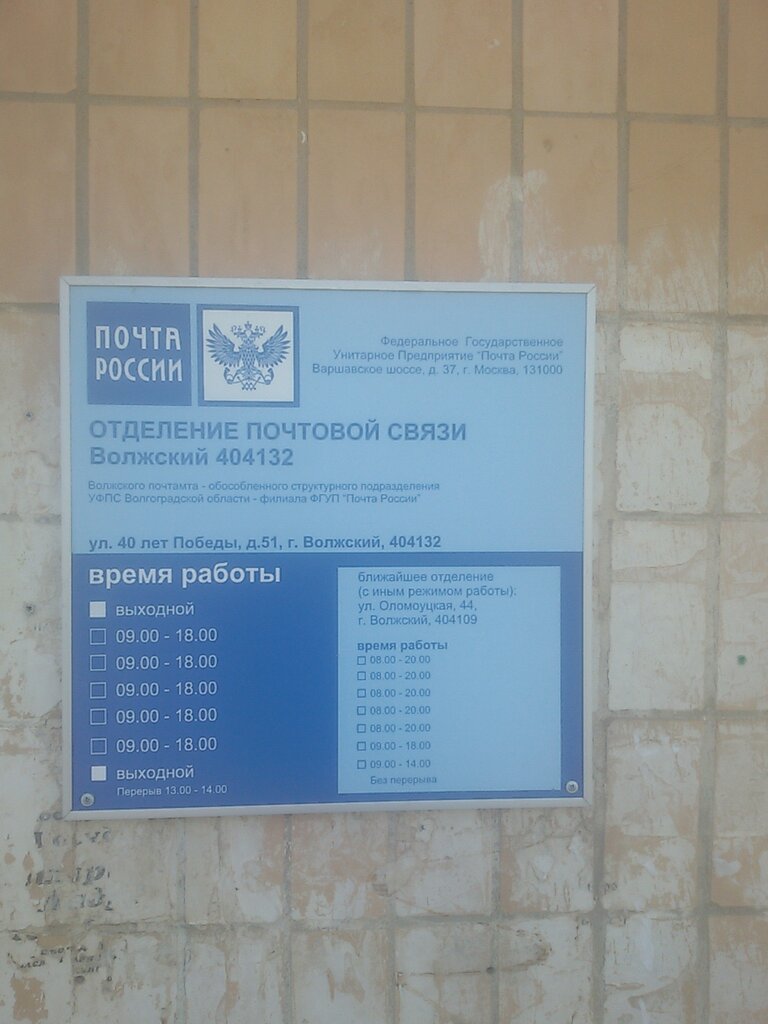 ПОЧТА
РОССИИ
Федеральное Государственное
Унитарное Предприятие "Почта России"
Варшавское шоссе, д. 37, г. Москва, 131000
ОТДЕЛЕНИЕ ПОЧТОВОЙ СВЯЗИ
Волжский 404132
Волжского почтамта - обособленного структурного подразделения
УФПС Волгоградской области - филиала ФГУП "Почта России"
ул. 40 лет Победы, д.51, г. Волжский, 404132
время работы
выходной
09.00 - 18.00
09.00 - 18.00
09.00 - 18.00
09.00 - 18.00
09.00 - 18.00
выходной
Перерыв 13.00 - 14.00
ближайшее отделение
(с иным режимом работы):
ул. Оломоуцкая, 44,
г. Волжский, 404109
время работы
08.00 - 20.00
08.00 - 20.00
08.00 - 20.00
08.00 - 20.00
08.00 - 20.00
09.00 - 18.00
09.00 - 14.00
Без перерыва